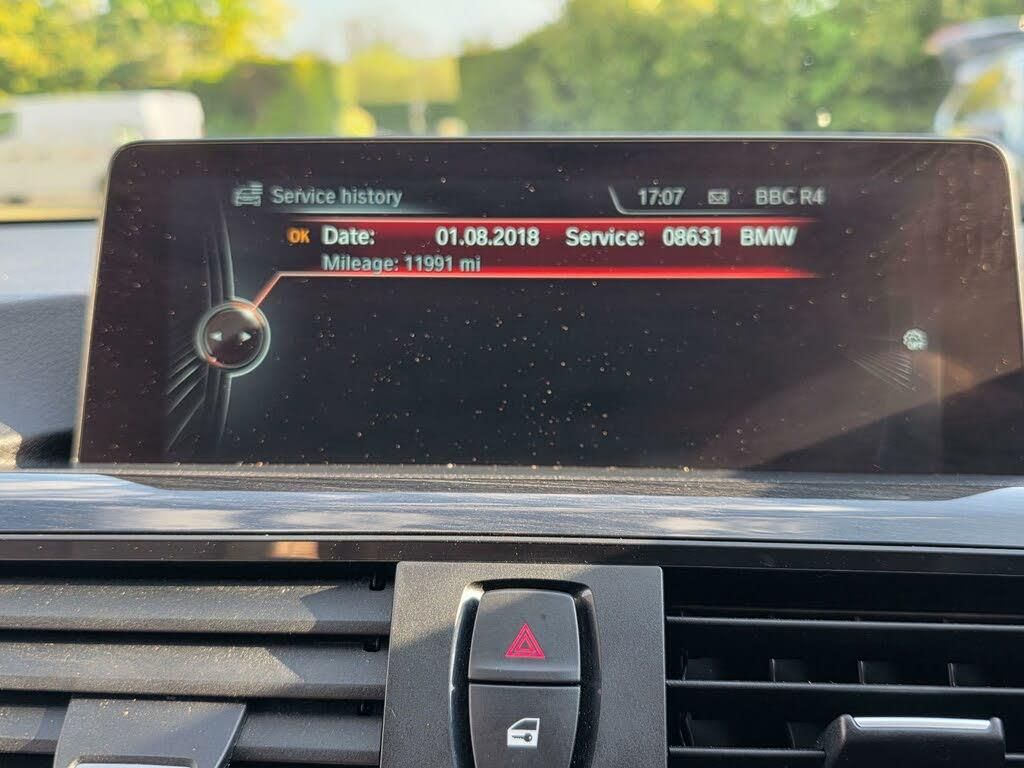 Service history 17:07 BBC R4
OK Date: 01.08.2018 Service: 08631 BMW
Mileage: 11991 mi